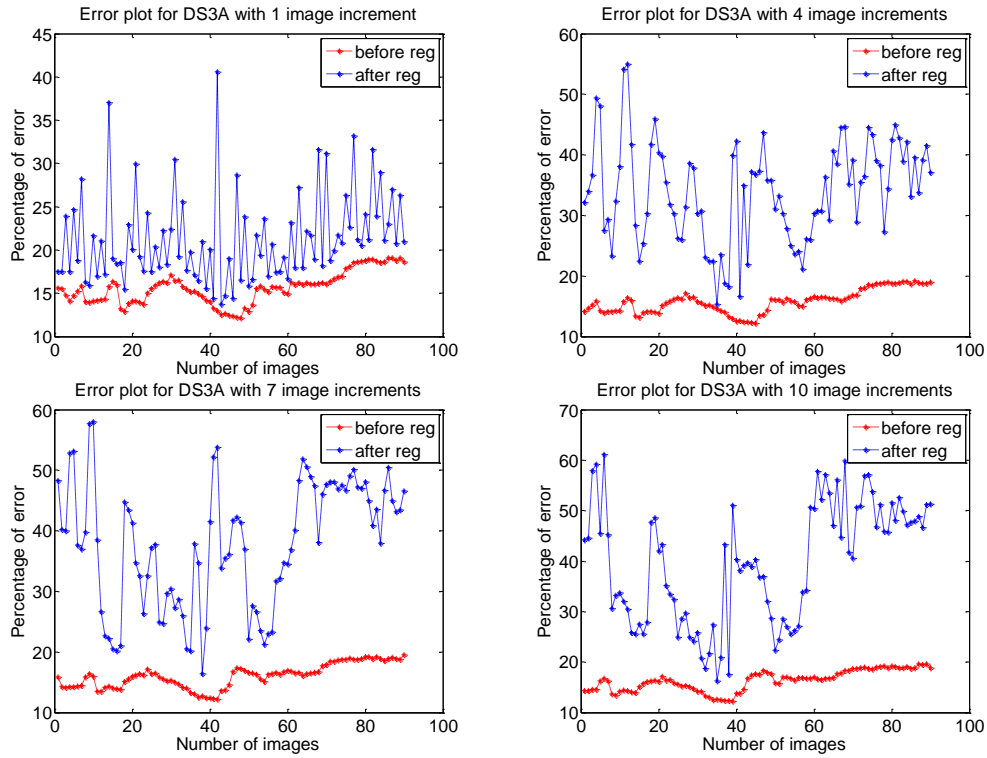 Error plot for DS3A with 1 image increment
45
40
35
30
25
20
15
10
0
20
40
60
80
100
Percentage of error
Number of images
before reg
after reg
Error plot for DS3A with 4 image increments
60
50
40
30
20
10
0
20
40
60
80
100
Percentage of error
Number of images
before reg
after reg
Error plot for DS3A with 7 image increments
60
50
40
30
20
10
0
20
40
60
80
100
Percentage of error
Number of images
before reg
after reg
Error plot for DS3A with 10 image increments
70
60
50
40
30
20
10
0
20
40
60
80
100
Percentage of error
Number of images
before reg
after reg